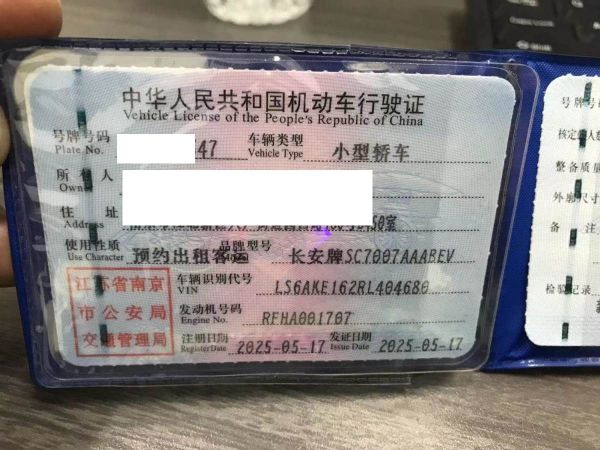 中华人民共和国机动车行驶证
Vehicle License of the People's Republic of China
号牌号码 47 车辆类型 小型轿车
Plate No. Vehicle Type
所有人
Owner
住址 50室
Address
使用性质 预约出租客运 品牌型号 长安牌SC7007AAABEV
Use Character Model
江苏省南京市公安局交通管理局
车辆识别代号 LS6AKE162RL404680
VIN
发动机号码 RFHA001707
Engine No.
注册日期 2025-05-17 发证日期 2025-05-17
Register Date Issue Date
号牌号
核定
整备质量
外廓尺寸
备注
检验记录